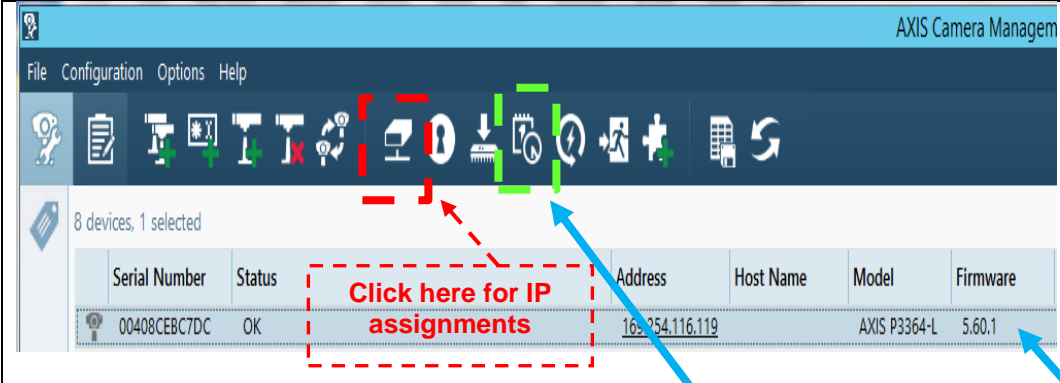 AXIS Camera Managem
File Configuration Options Help
8 devices, 1 selected
Serial Number Status Address Host Name Model Firmware
Click here for IP
assignments
00408CEBC7DC OK 169.254.116.119 AXIS P3364-L 5.60.1